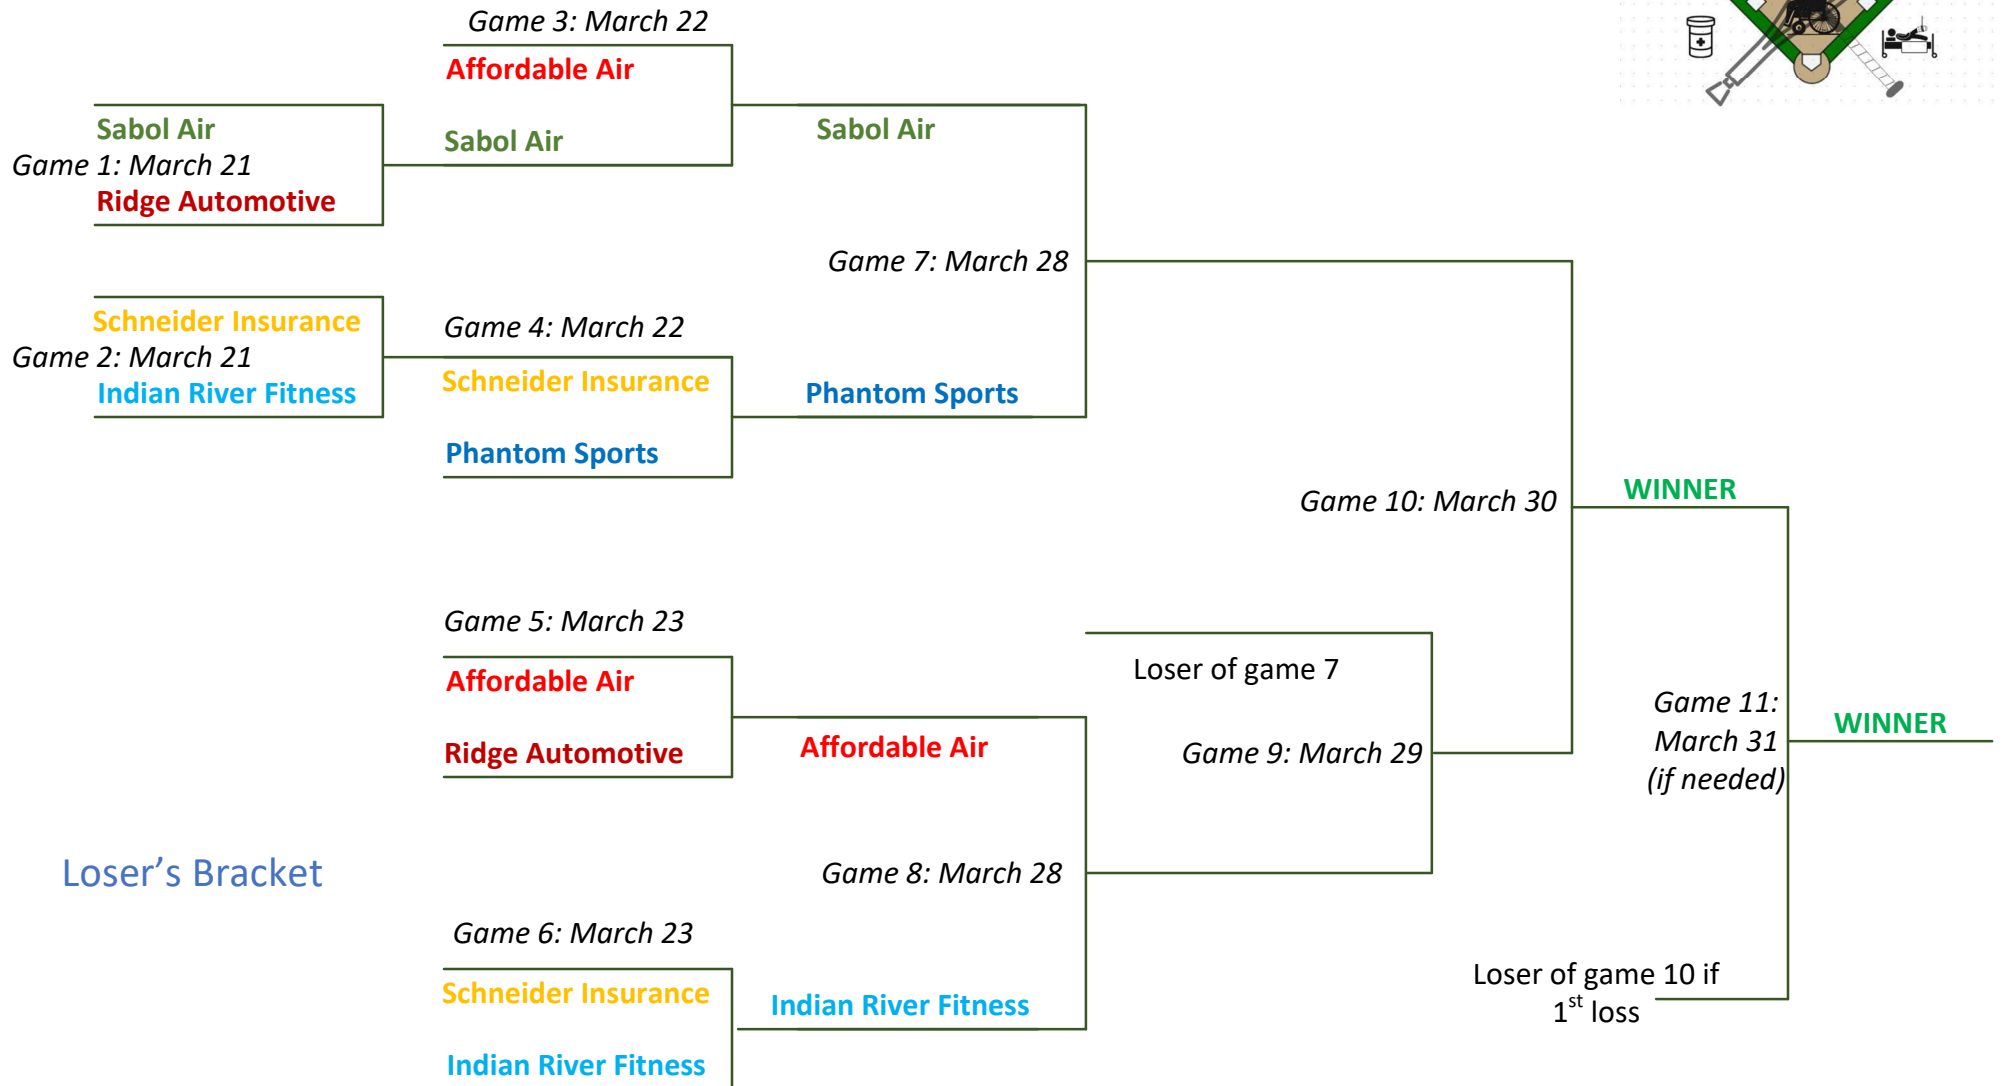 Game 3: March 22
Affordable Air
Sabol Air
Sabol Air
Game 1: March 21
Ridge Automotive
Sabol Air
Game 7: March 28
Schneider Insurance
Game 2: March 21
Indian River Fitness
Game 4: March 22
Schneider Insurance
Phantom Sports
Phantom Sports
Game 10: March 30
WINNER
Game 5: March 23
Affordable Air
Ridge Automotive
Affordable Air
Loser of game 7
Game 9: March 29
Game 11:
March 31
(if needed)
WINNER
Loser's Bracket
Game 8: March 28
Game 6: March 23
Schneider Insurance
Indian River Fitness
Indian River Fitness
Loser of game 10 if
1st loss